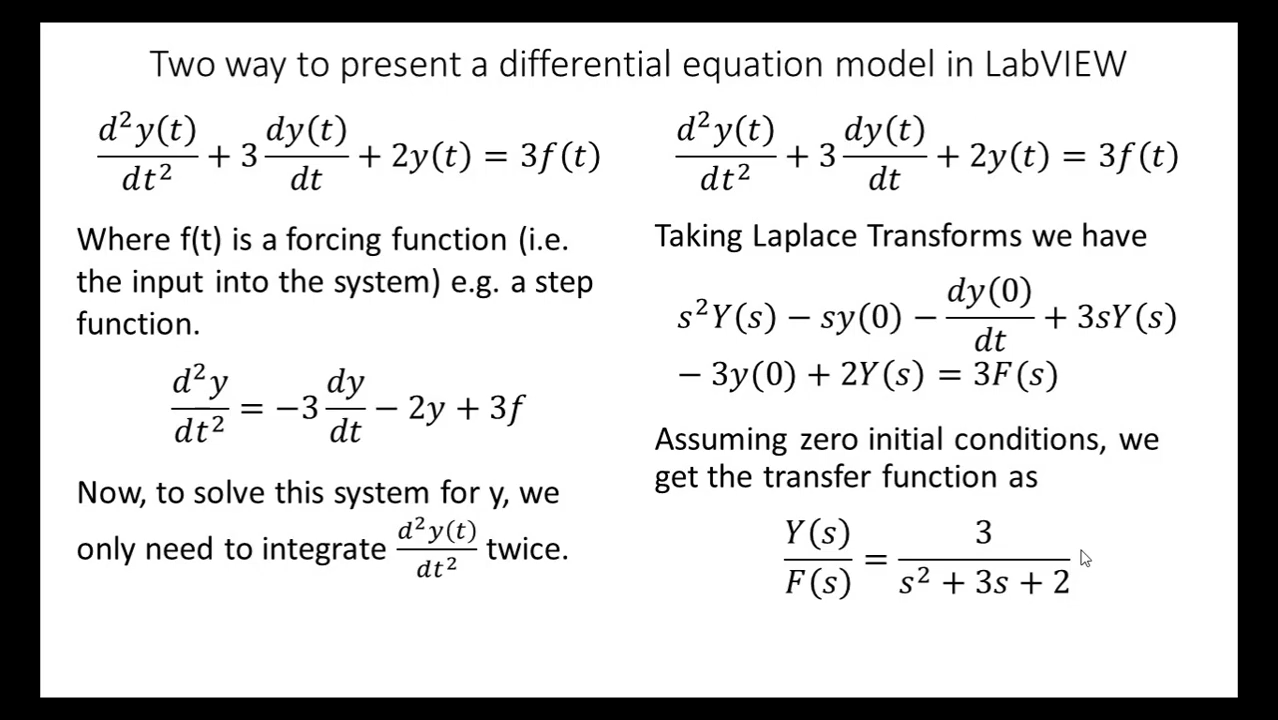 Two way to present a differential equation model in LabVIEW
d²y(t)/dt² + 3 dy(t)/dt + 2y(t) = 3f(t)
Where f(t) is a forcing function (i.e.
the input into the system) e.g. a step
function.
d²y/dt² = −3 dy/dt − 2y + 3f
Now, to solve this system for y, we
only need to integrate d²y(t)/dt² twice.
d²y(t)/dt² + 3 dy(t)/dt + 2y(t) = 3f(t)
Taking Laplace Transforms we have
s²Y(s) − sy(0) − dy(0)/dt + 3sY(s)
− 3y(0) + 2Y(s) = 3F(s)
Assuming zero initial conditions, we
get the transfer function as
Y(s)/F(s) = 3/(s² + 3s + 2)